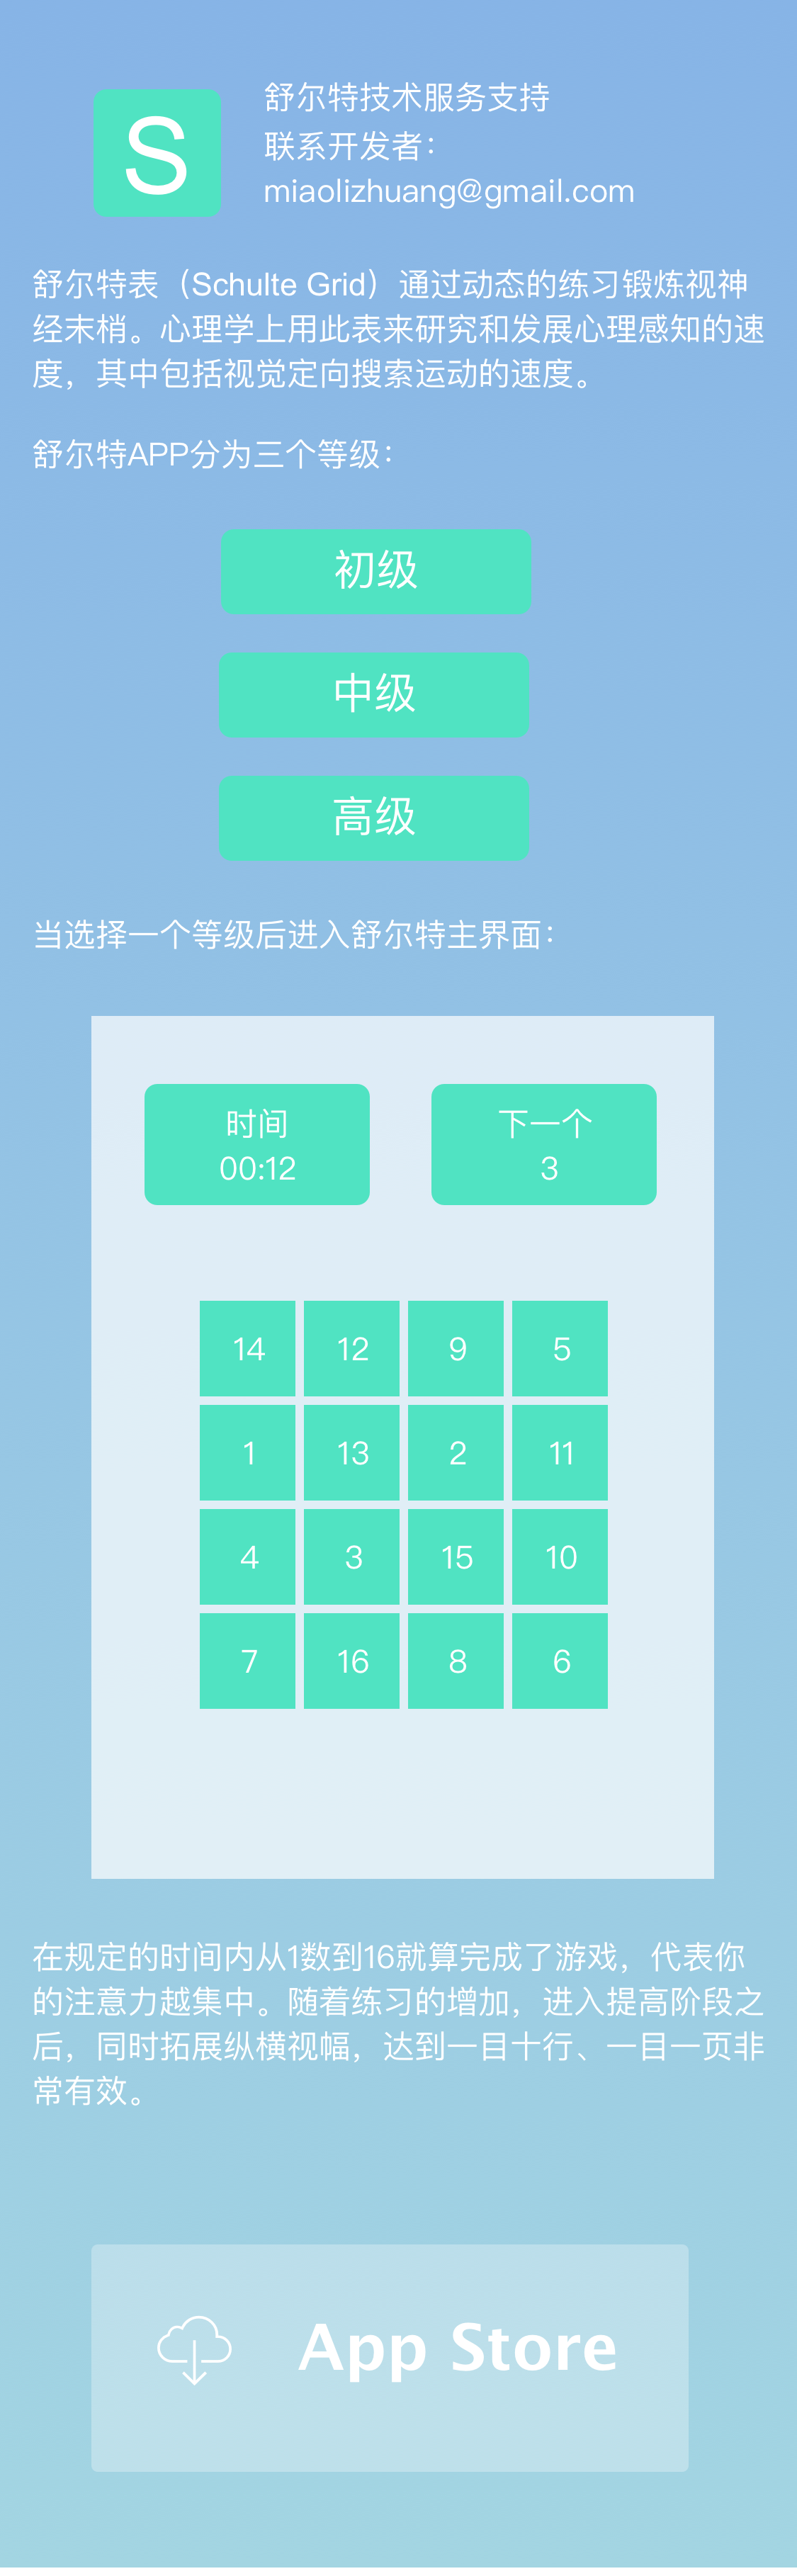 S
舒尔特技术服务支持
联系开发者：
miaolizhuang@gmail.com
舒尔特表（Schulte Grid）通过动态的练习锻炼视神
经末梢。心理学上用此表来研究和发展心理感知的速
度，其中包括视觉定向搜索运动的速度。
舒尔特APP分为三个等级：
初级
中级
高级
当选择一个等级后进入舒尔特主界面：
时间
00:12
下一个
3
14 12 9 5
1 13 2 11
4 3 15 10
7 16 8 6
在规定的时间内从1数到16就算完成了游戏，代表你
的注意力越集中。随着练习的增加，进入提高阶段之
后，同时拓展纵横视幅，达到一目十行、一目一页非
常有效。
App Store